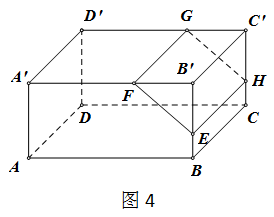 D′ G C′
A′ F B′ H
D C
E
A B
图 4